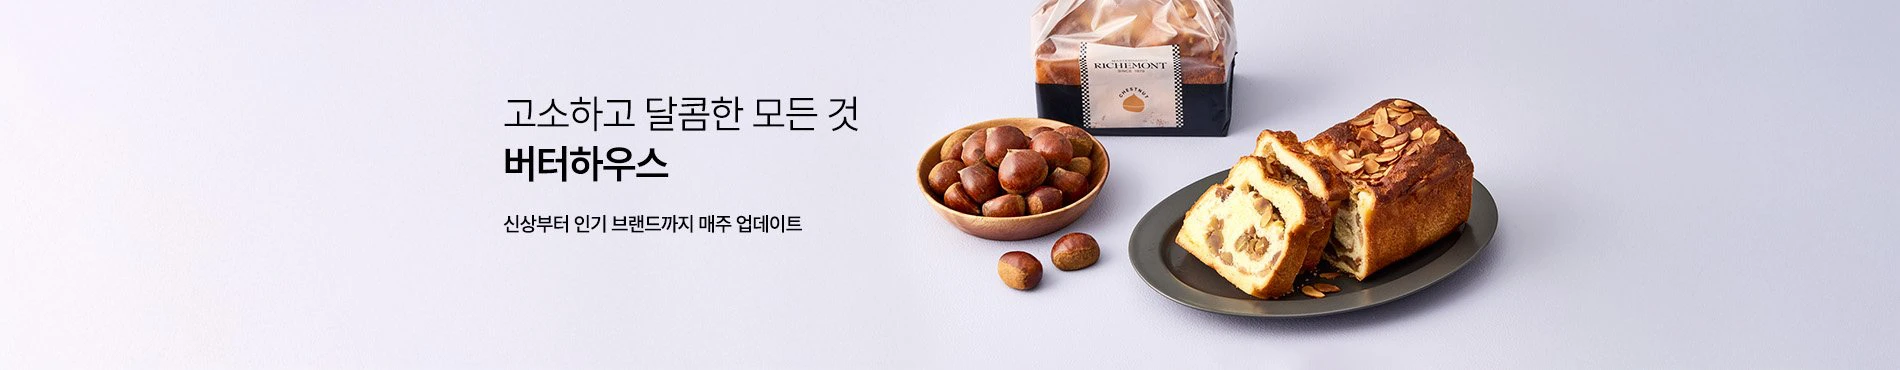 고소하고 달콤한 모든 것
버터하우스
신상부터 인기 브랜드까지 매주 업데이트
RICHEMONT
SINCE 1979
CHESTNUT